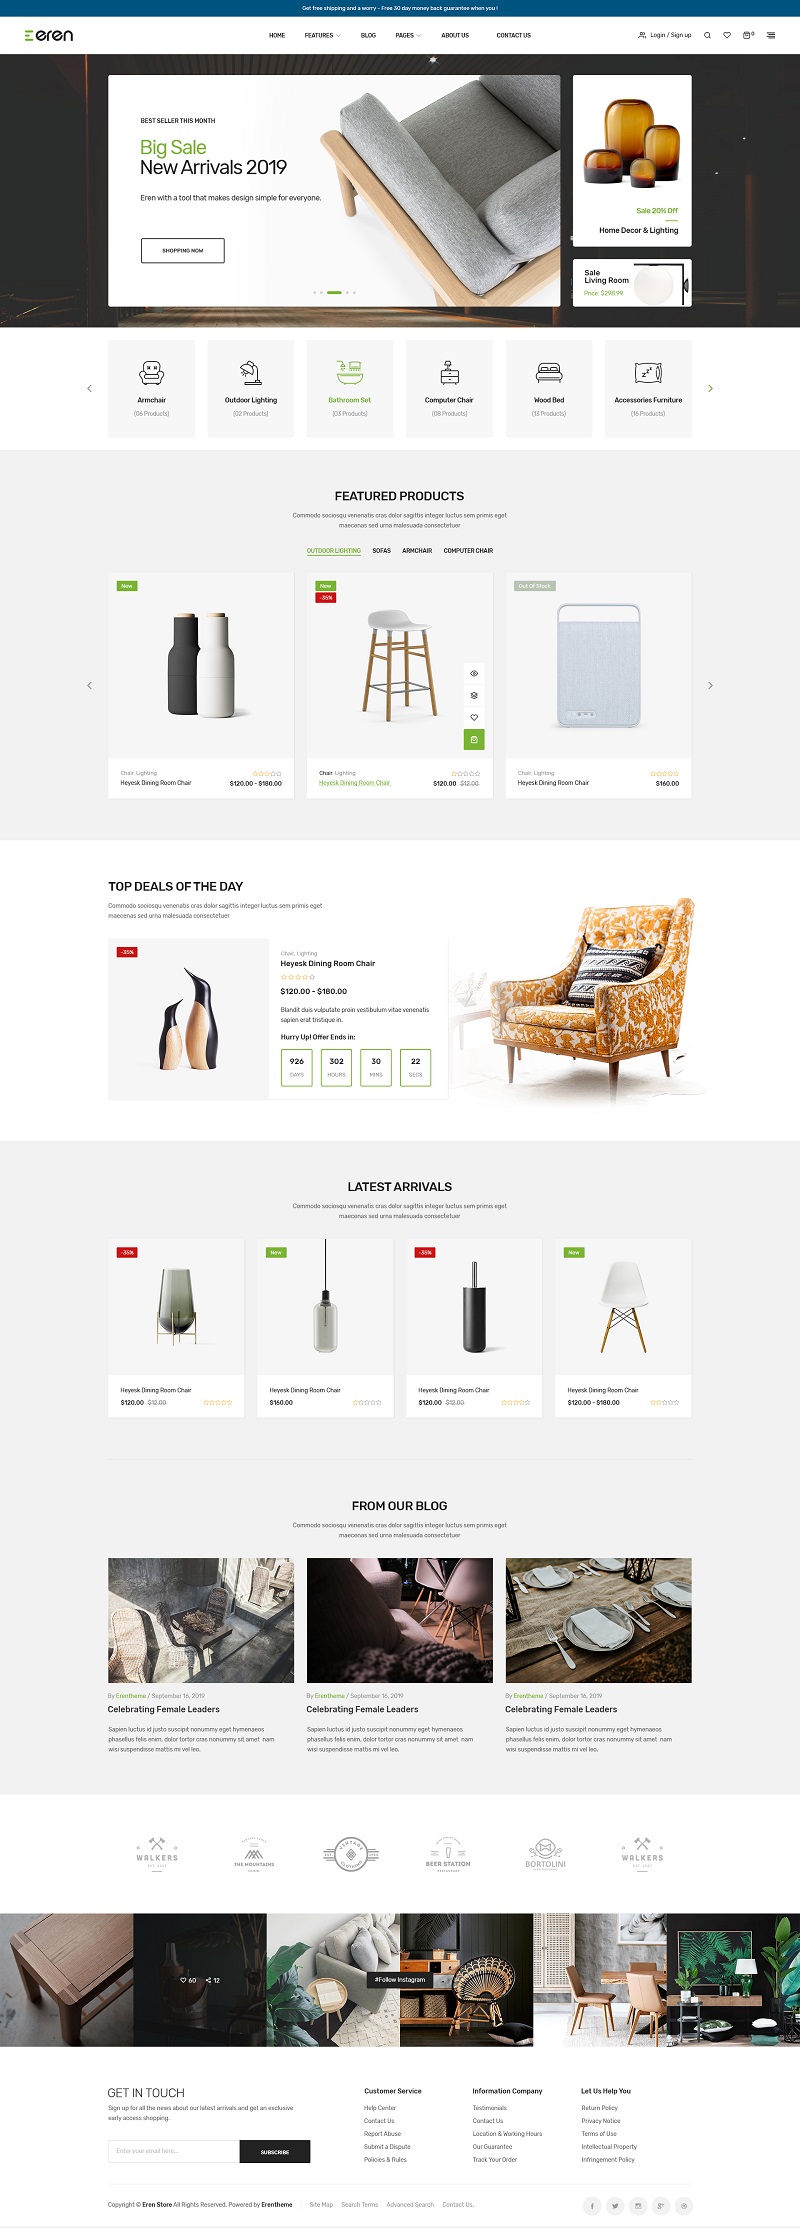 Get free shipping and a worry - Free 30 day money back guarantee when you !
eren
HOME FEATURES BLOG PAGES ABOUT US CONTACT US
Login / Sign up
0
BEST SELLER THIS MONTH
Big Sale
New Arrivals 2019
Eren with a tool that makes design simple for everyone.
SHOPPING NOW
Sale 20% Off
Home Decor & Lighting
Sale
Living Room
Price: $298.99
Armchair
(06 Products)
Outdoor Lighting
(02 Products)
Bathroom Set
(03 Products)
Computer Chair
(08 Products)
Wood Bed
(13 Products)
Accessories Furniture
(16 Products)
FEATURED PRODUCTS
Commodo sociosqu venenatis cras dolor sagittis integer luctus sem primis eget
maecenas sed urna malesuada consectetuer
OUTDOOR LIGHTING SOFAS ARMCHAIR COMPUTER CHAIR
New
Chair, Lighting
Heyesk Dining Room Chair
$120.00 - $180.00
New
-35%
Chair, Lighting
Heyesk Dining Room Chair
$120.00 $12.00
Out Of Stock
Chair, Lighting
Heyesk Dining Room Chair
$160.00
TOP DEALS OF THE DAY
Commodo sociosqu venenatis cras dolor sagittis integer luctus sem primis eget
maecenas sed urna malesuada consectetuer
-35%
Chair, Lighting
Heyesk Dining Room Chair
$120.00 - $180.00
Blandit duis vulputate proin vestibulum vitae venenatis
sapien erat tristique in.
Hurry Up! Offer Ends in:
926 302 30 22
DAYS HOURS MINS SECS
LATEST ARRIVALS
Commodo sociosqu venenatis cras dolor sagittis integer luctus sem primis eget
maecenas sed urna malesuada consectetuer
-35%
Heyesk Dining Room Chair
$120.00 $12.00
New
Heyesk Dining Room Chair
$160.00
-35%
Heyesk Dining Room Chair
$120.00 $12.00
New
Heyesk Dining Room Chair
$120.00 - $180.00
FROM OUR BLOG
Commodo sociosqu venenatis cras dolor sagittis integer luctus sem primis eget
maecenas sed urna malesuada consectetuer
By Erentheme / September 16, 2019
Celebrating Female Leaders
Sapien luctus id justo suscipit nonummy eget hymenaeos
phasellus felis enim, dolor tortor cras nonummy sit amet nam
wisi suspendisse mattis mi vel leo.
By Erentheme / September 16, 2019
Celebrating Female Leaders
Sapien luctus id justo suscipit nonummy eget hymenaeos
phasellus felis enim, dolor tortor cras nonummy sit amet nam
wisi suspendisse mattis mi vel leo.
By Erentheme / September 16, 2019
Celebrating Female Leaders
Sapien luctus id justo suscipit nonummy eget hymenaeos
phasellus felis enim, dolor tortor cras nonummy sit amet nam
wisi suspendisse mattis mi vel leo.
WALKERS
THE MOUNTAINS
VINTAGE
CLOTHING
BEER STATION
RESTAURANT
BORTOLINI
WALKERS
60 12
#Follow Instagram
GET IN TOUCH
Sign up for all the news about our latest arrivals and get an exclusive
early access shopping.
Enter your email here...
SUBSCRIBE
Customer Service
Help Center
Contact Us
Report Abuse
Submit a Dispute
Policies & Rules
Information Company
Testimonials
Contact Us
Location & Working Hours
Our Guarantee
Track Your Order
Let Us Help You
Return Policy
Privacy Notice
Terms of Use
Intellectual Property
Infringement Policy
Copyright © Eren Store All Rights Reserved. Powered by Erentheme
Site Map Search Terms Advanced Search Contact Us.